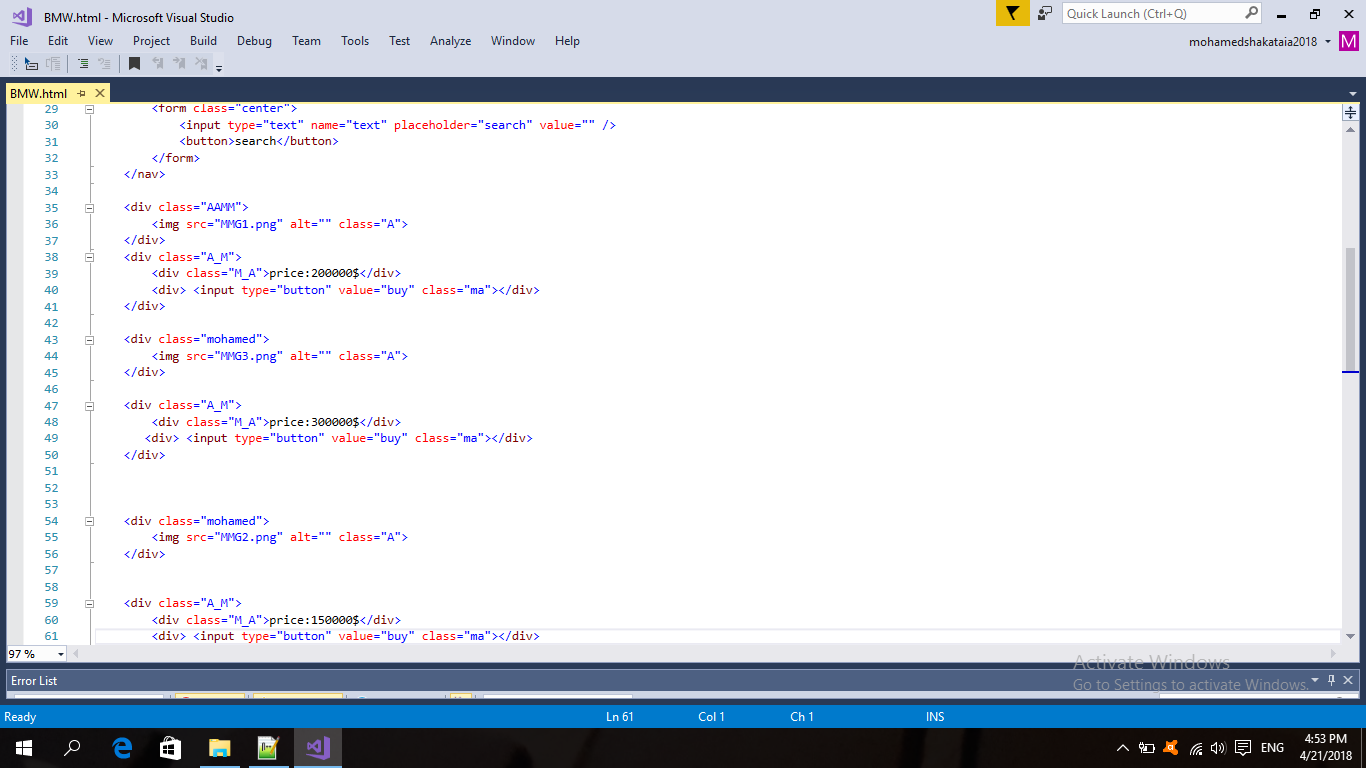 BMW.html - Microsoft Visual Studio
Quick Launch (Ctrl+Q)
File Edit View Project Build Debug Team Tools Test Analyze Window Help
mohamedshakataia2018 M
BMW.html
29 <form class="center">
30 <input type="text" name="text" placeholder="search" value="" />
31 <button>search</button>
32 </form>
33 </nav>
34
35 <div class="AAMM">
36 <img src="MMG1.png" alt="" class="A">
37 </div>
38 <div class="A_M">
39 <div class="M_A">price:200000$</div>
40 <div> <input type="button" value="buy" class="ma"></div>
41 </div>
42
43 <div class="mohamed">
44 <img src="MMG3.png" alt="" class="A">
45 </div>
46
47 <div class="A_M">
48 <div class="M_A">price:300000$</div>
49 <div> <input type="button" value="buy" class="ma"></div>
50 </div>
51
52
53
54 <div class="mohamed">
55 <img src="MMG2.png" alt="" class="A">
56 </div>
57
58
59 <div class="A_M">
60 <div class="M_A">price:150000$</div>
61 <div> <input type="button" value="buy" class="ma"></div>
97 %
Activate Windows
Go to Settings to activate Windows.
Error List
Ready Ln 61 Col 1 Ch 1 INS
ENG
4:53 PM
4/21/2018